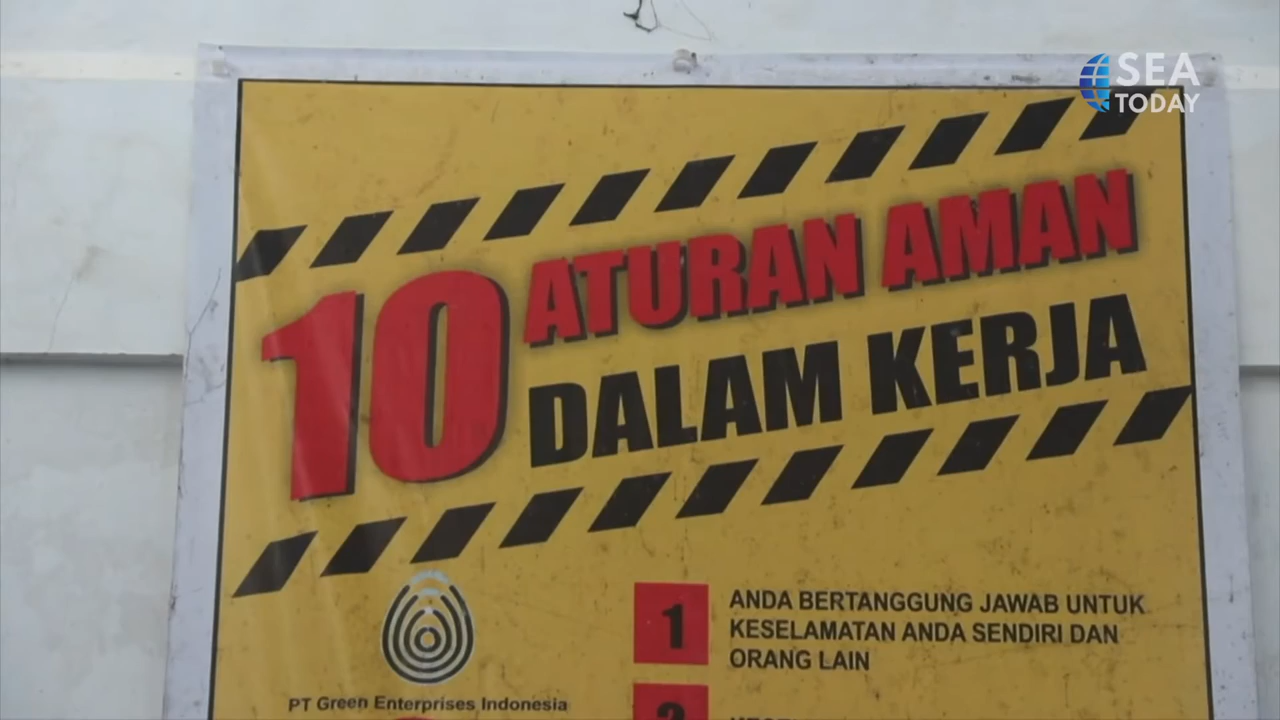 SEA
TODAY
10 ATURAN AMAN
DALAM KERJA
PT Green Enterprises Indonesia
1 ANDA BERTANGGUNG JAWAB UNTUK
KESELAMATAN ANDA SENDIRI DAN
ORANG LAIN
2